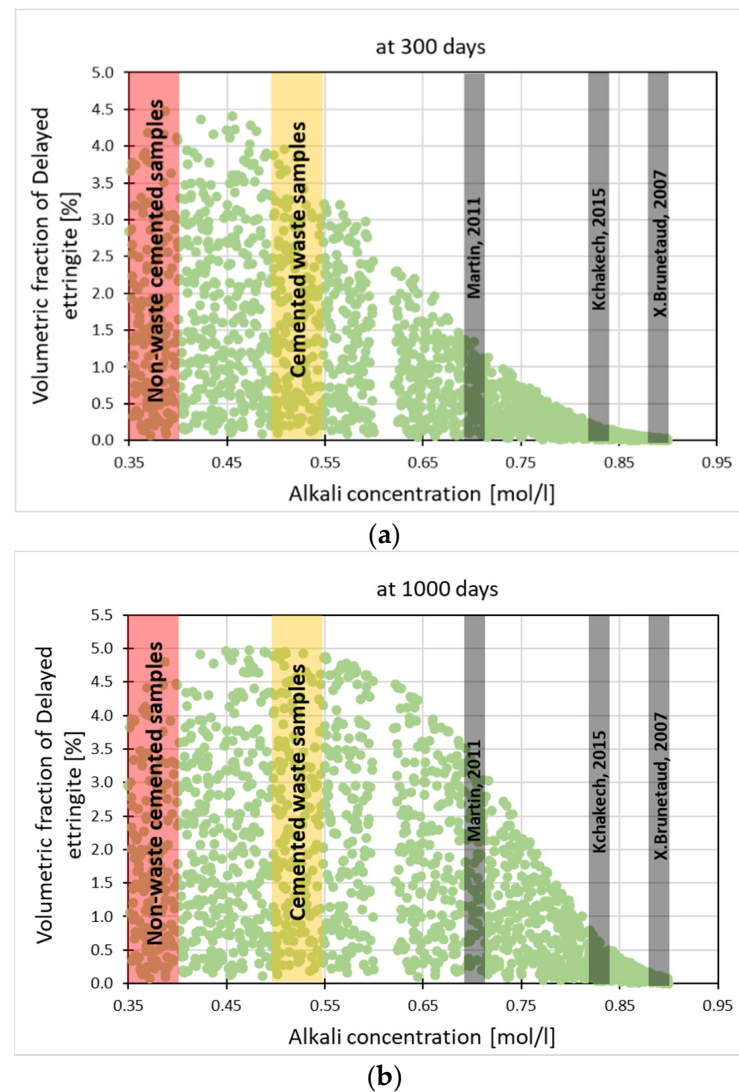 at 300 days
Volumetric fraction of Delayed
ettringite [%]
5.0
4.5
4.0
3.5
3.0
2.5
2.0
1.5
1.0
0.5
0.0
Non-waste cemented samples
Cemented waste samples
Martin, 2011
Kchakech, 2015
X.Brunetaud, 2007
0.35 0.45 0.55 0.65 0.75 0.85 0.95
Alkali concentration [mol/l]
(a)
at 1000 days
Volumetric fraction of Delayed
ettringite [%]
5.5
5.0
4.5
4.0
3.5
3.0
2.5
2.0
1.5
1.0
0.5
0.0
Non-waste cemented samples
Cemented waste samples
Martin, 2011
Kchakech, 2015
X.Brunetaud, 2007
0.35 0.45 0.55 0.65 0.75 0.85 0.95
Alkali concentration [mol/l]
(b)